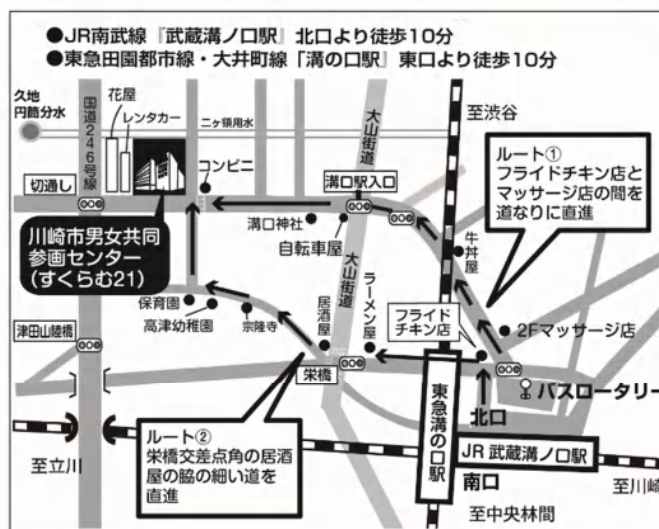 ●JR南武線『武蔵溝ノ口駅』北口より徒歩10分
●東急田園都市線・大井町線「溝の口駅」東口より徒歩10分
久地
円筒分水
国道246号線
花屋
レンタカー
二ヶ領用水
コンビニ
大山街道
至渋谷
ルート①
フライドチキン店と
マッサージ店の間を
道なりに直進
切通し
溝口駅入口
川崎市男女共同
参画センター
(すくらむ21)
溝口神社
自転車屋
牛丼屋
大山街道
ラーメン屋
居酒屋
保育園
高津幼稚園
宗隆寺
フライド
チキン店
2Fマッサージ店
津田山陸橋
栄橋
バスロータリー
北口
東急溝の口駅
ルート②
栄橋交差点角の居酒
屋の脇の細い道を
直進
JR 武蔵溝ノ口駅
南口
至立川
至川崎
至中央林間